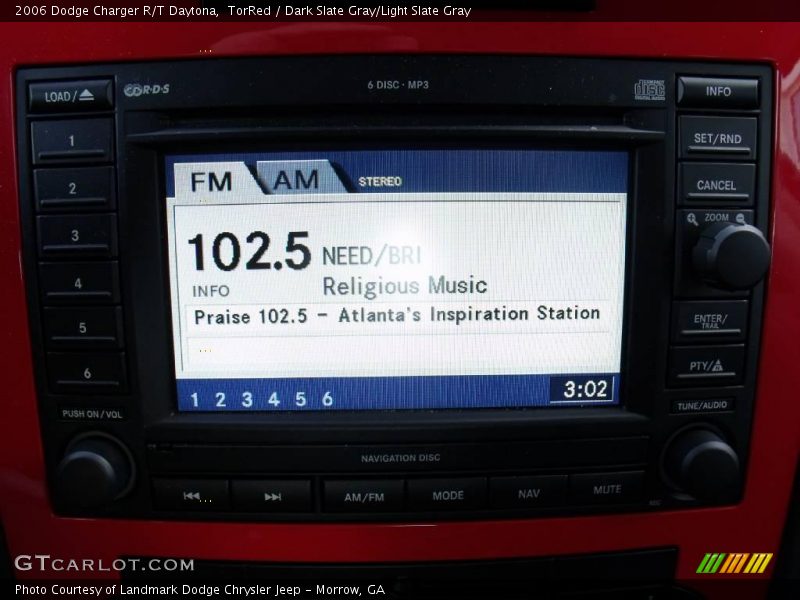 2006 Dodge Charger R/T Daytona,  TorRed / Dark Slate Gray/Light Slate Gray
LOAD/
R·D·S
6 DISC · MP3
COMPACT
disc
DIGITAL AUDIO
INFO
1
2
3
4
5
6
SET/RND
CANCEL
ZOOM
ENTER/
TRAIL
PTY/
FM
AM
STEREO
102.5
NEED/BRI
INFO
Religious Music
Praise 102.5 - Atlanta's Inspiration Station
1 2 3 4 5 6
3:02
PUSH ON/VOL
TUNE/AUDIO
NAVIGATION DISC
AM/FM
MODE
NAV
MUTE
GTCARLOT.COM
Photo Courtesy of Landmark Dodge Chrysler Jeep - Morrow, GA